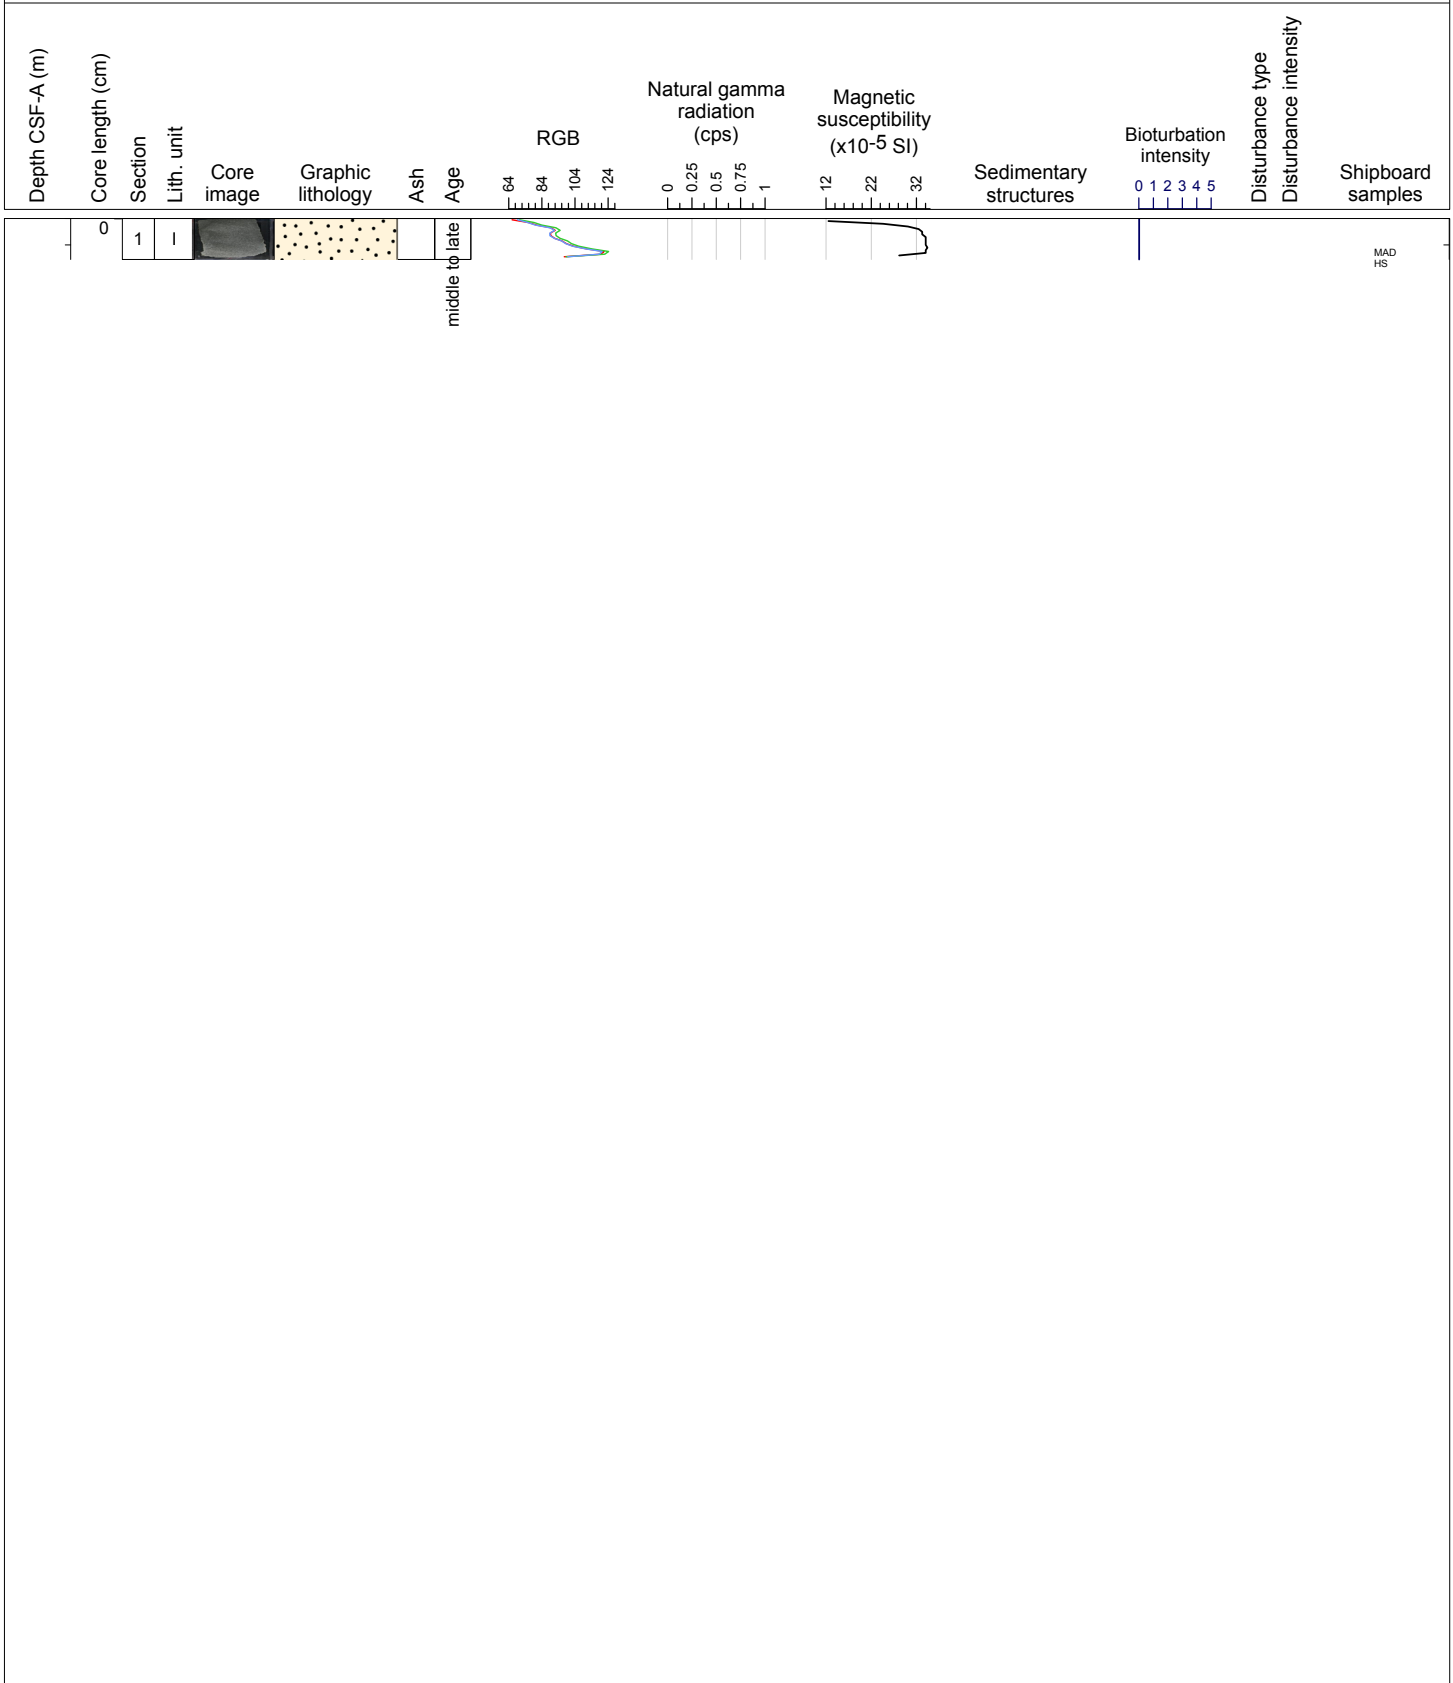 Depth CSF-A (m)
Core length (cm)
Section
Lith. unit
Core
image
Graphic
lithology
Ash
Age
RGB
64 84 104 124
Natural gamma
radiation
(cps)
0 0.25 0.5 0.75 1
Magnetic
susceptibility
(x10-5 SI)
12 22 32
Sedimentary
structures
Bioturbation
intensity
0 1 2 3 4 5
Disturbance type
Disturbance intensity
Shipboard
samples
0
1
I
middle to late
MAD
HS